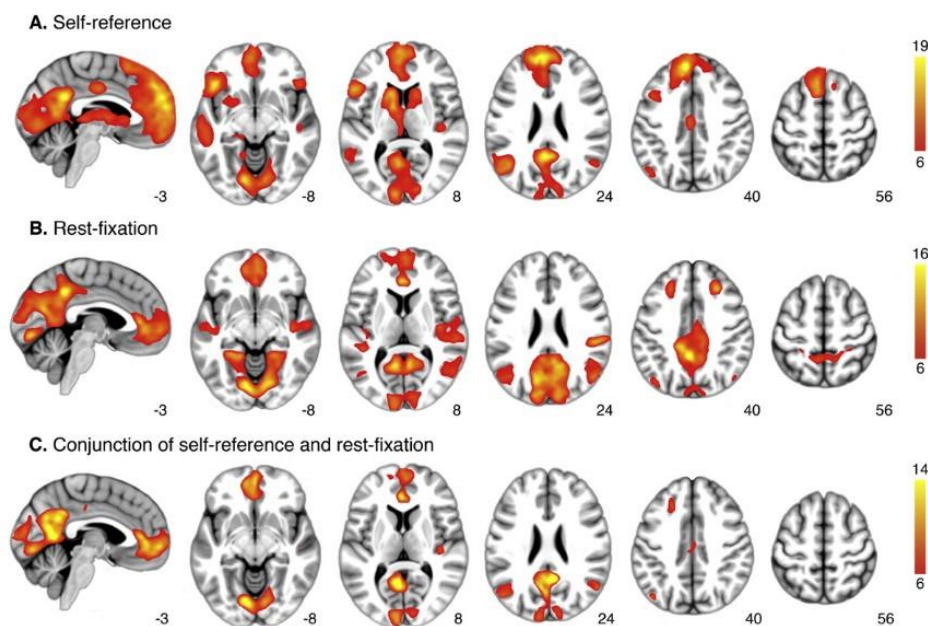 A. Self-reference
19
6
-3 -8 8 24 40 56
B. Rest-fixation
16
6
-3 -8 8 24 40 56
C. Conjunction of self-reference and rest-fixation
14
6
-3 -8 8 24 40 56